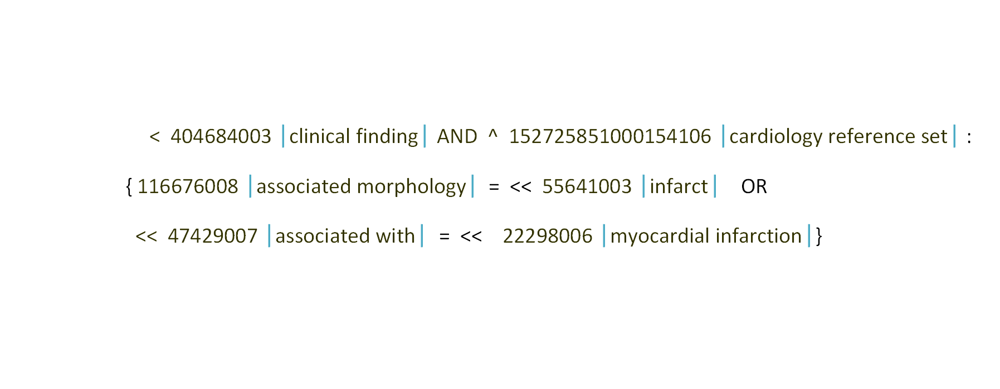 < 404684003 |clinical finding| AND ^ 152725851000154106 |cardiology reference set| :
{ 116676008 |associated morphology| = << 55641003 |infarct| OR
<< 47429007 |associated with| = << 22298006 |myocardial infarction|}